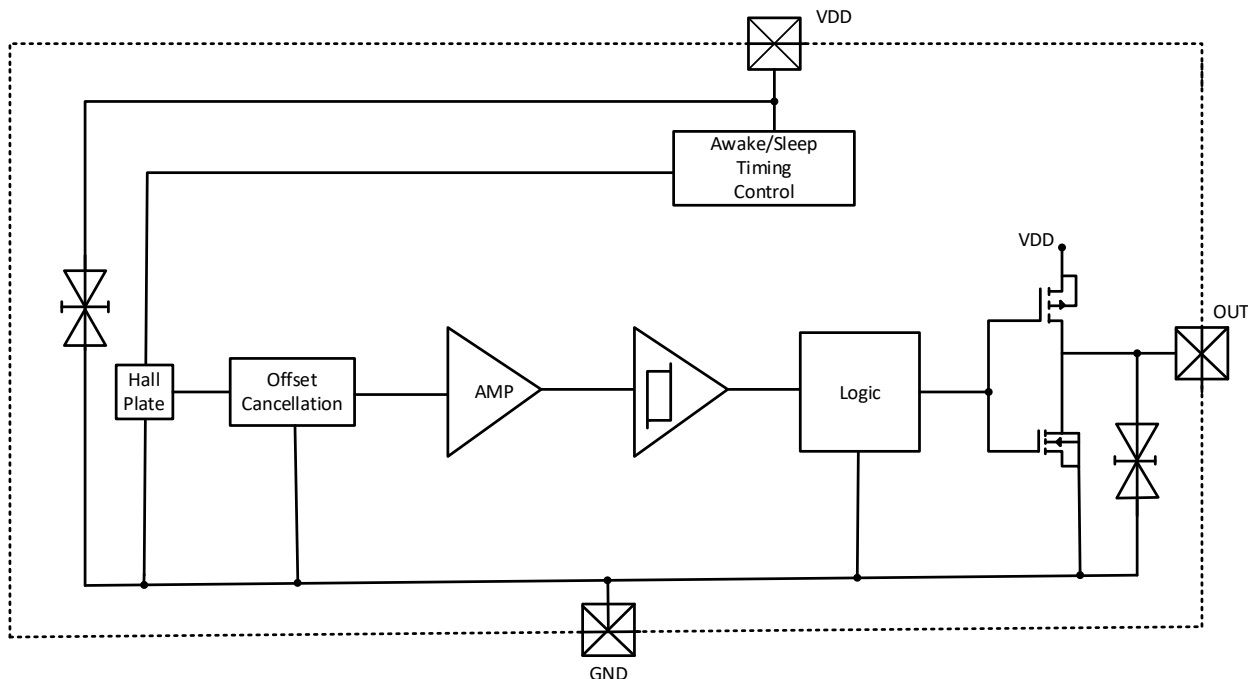 VDD
Awake/Sleep
Timing
Control
VDD
OUT
Hall
Plate
Offset
Cancellation
AMP
Logic
GND